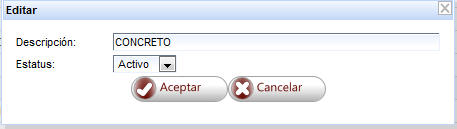 Editar
Descripción: CONCRETO
Estatus: Activo
Aceptar Cancelar